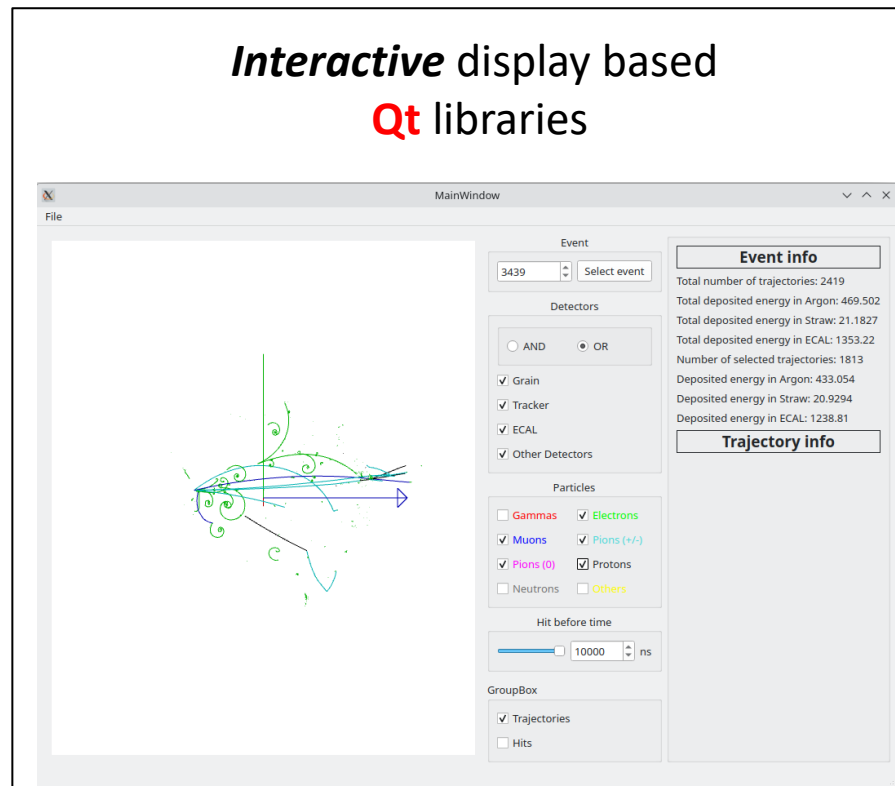 Interactive display based
Qt libraries
MainWindow
File
Event
3439 Select event
Detectors
AND OR
Grain
Tracker
ECAL
Other Detectors
Particles
Gammas Electrons
Muons Pions (+/-)
Pions (0) Protons
Neutrons Others
Hit before time
10000 ns
GroupBox
Trajectories
Hits
Event info
Total number of trajectories: 2419
Total deposited energy in Argon: 469.502
Total deposited energy in Straw: 21.1827
Total deposited energy in ECAL: 1353.22
Number of selected trajectories: 1813
Deposited energy in Argon: 433.054
Deposited energy in Straw: 20.9294
Deposited energy in ECAL: 1238.81
Trajectory info